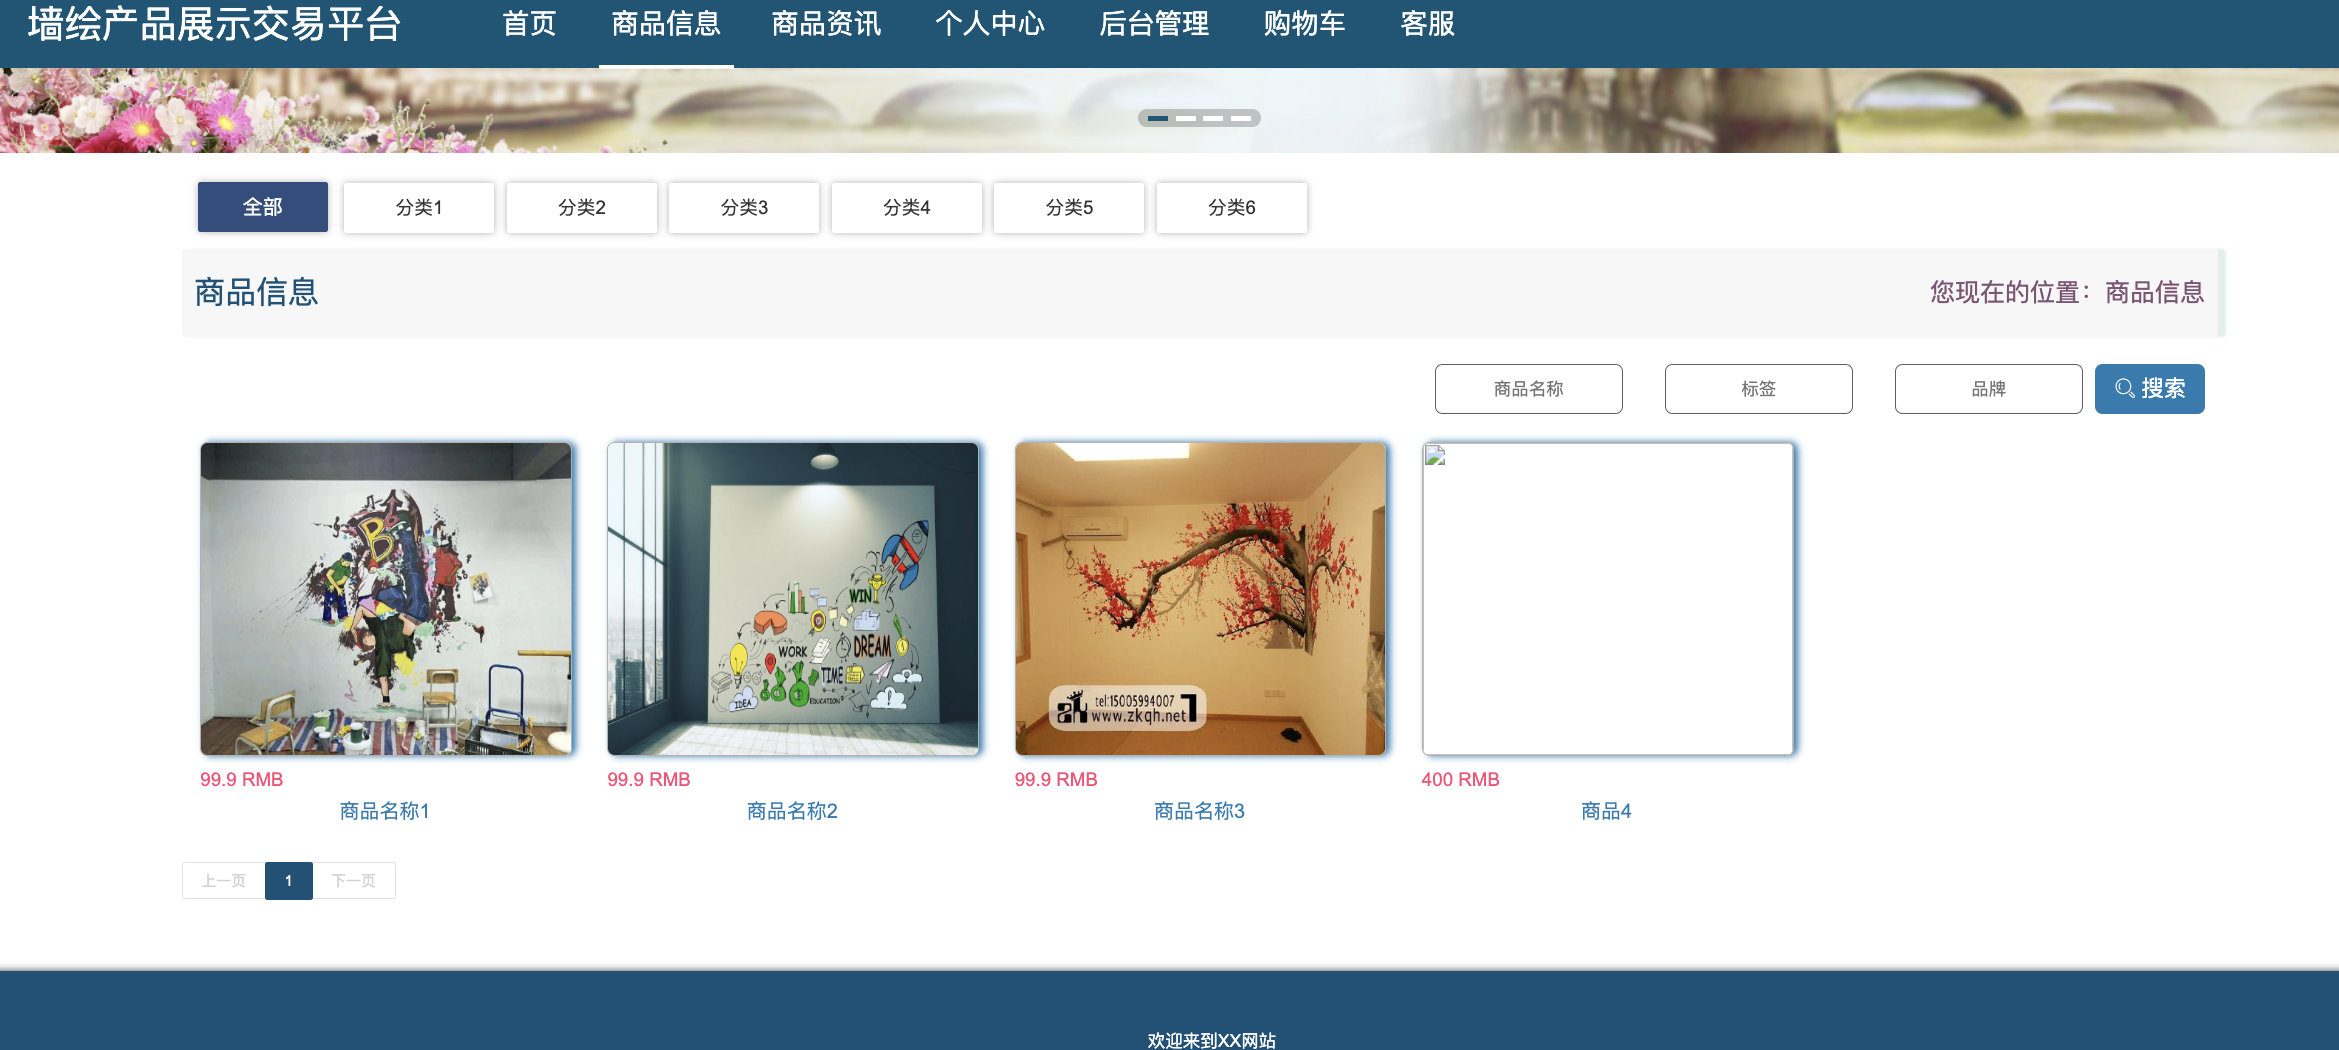 墙绘产品展示交易平台 首页 商品信息 商品资讯 个人中心 后台管理 购物车 客服
全部 分类1 分类2 分类3 分类4 分类5 分类6
商品信息 您现在的位置：商品信息
商品名称 标签 品牌 搜索
B
WIN
WORK
DREAM
TIME
IDEA
EDUCATION
tel:15005994007
www.zkqh.net
99.9 RMB 99.9 RMB 99.9 RMB 400 RMB
商品名称1 商品名称2 商品名称3 商品4
上一页 1 下一页
欢迎来到XX网站